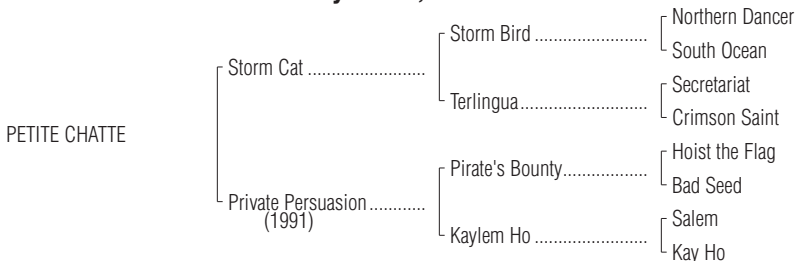 Northern Dancer
Storm Bird ........................
South Ocean
Storm Cat .........................
Secretariat
Terlingua...........................
Crimson Saint
PETITE CHATTE
Hoist the Flag
Pirate's Bounty..................
Bad Seed
Private Persuasion............
(1991)
Salem
Kaylem Ho ........................
Kay Ho